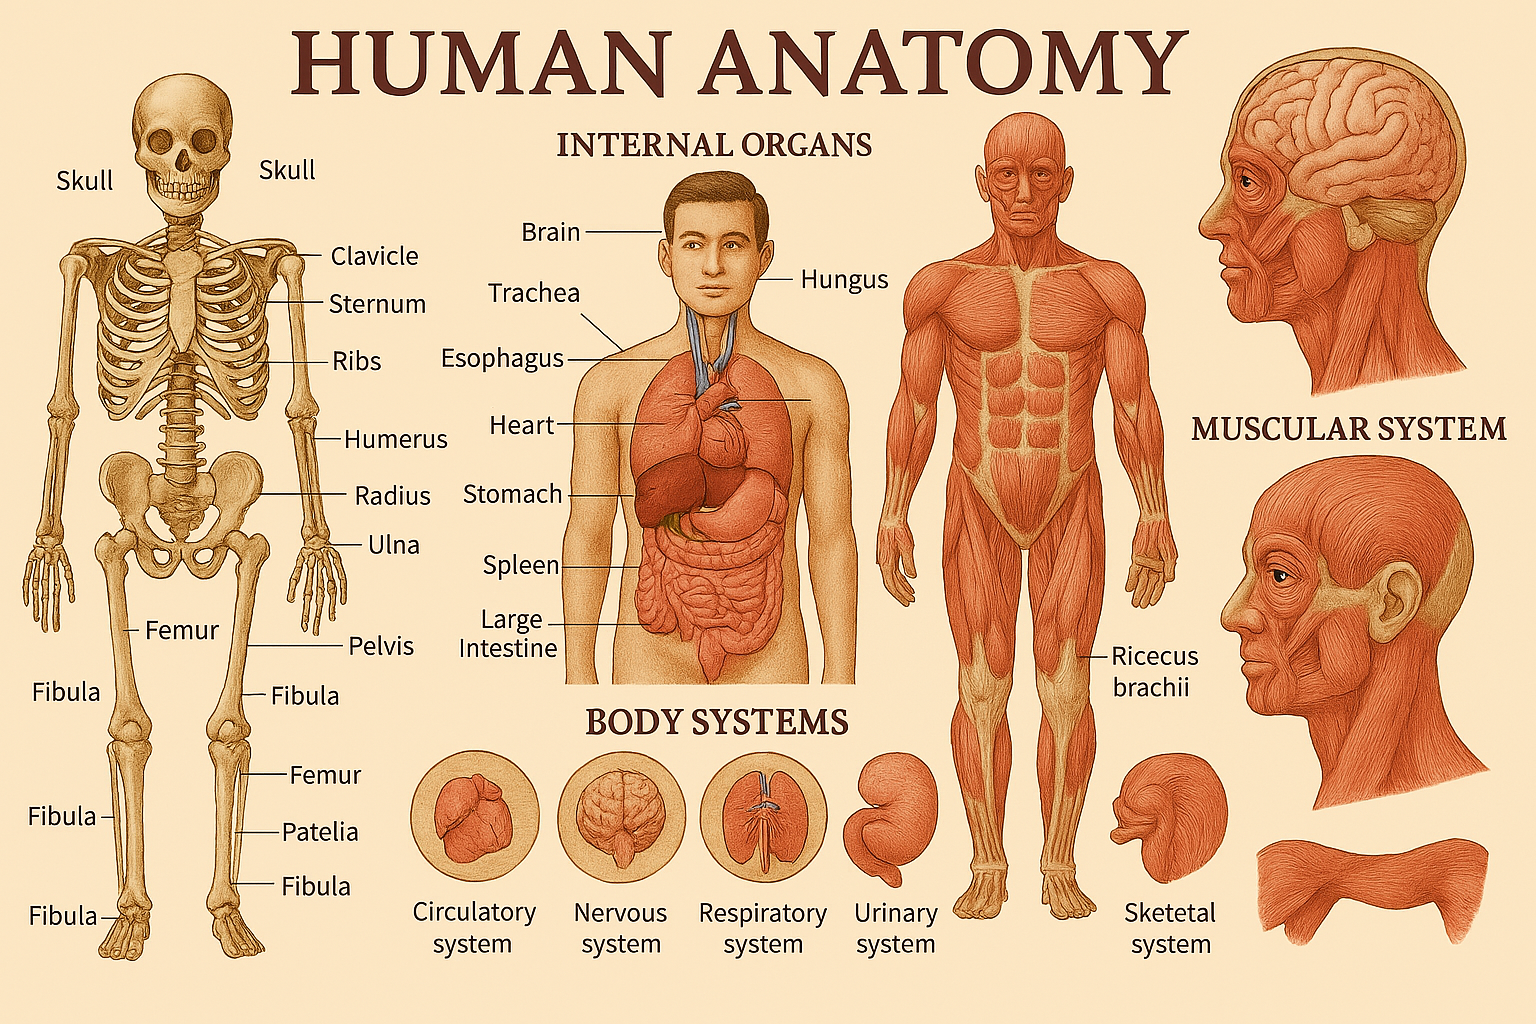 HUMAN ANATOMY
Skull
Skull
Clavicle
Sternum
Ribs
Humerus
Radius
Ulna
Femur
Pelvis
Fibula
Fibula
Femur
Fibula
Patelia
Fibula
Fibula
INTERNAL ORGANS
Brain
Hungus
Trachea
Esophagus
Heart
Stomach
Spleen
Large
Intestine
BODY SYSTEMS
Circulatory
system
Nervous
system
Respiratory
system
Urinary
system
Sketetal
system
Ricecus
brachii
MUSCULAR SYSTEM